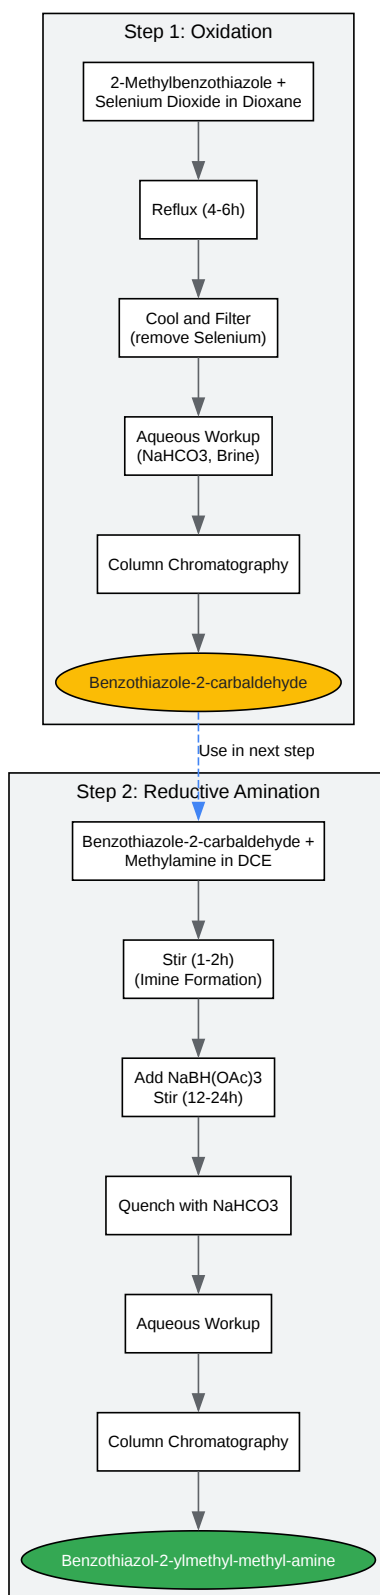 Step 1: Oxidation
2-Methylbenzothiazole +
Selenium Dioxide in Dioxane
Reflux (4-6h)
Cool and Filter
(remove Selenium)
Aqueous Workup
(NaHCO3, Brine)
Column Chromatography
Benzothiazole-2-carbaldehyde
Use in next step
Step 2: Reductive Amination
Benzothiazole-2-carbaldehyde +
Methylamine in DCE
Stir (1-2h)
(Imine Formation)
Add NaBH(OAc)3
Stir (12-24h)
Quench with NaHCO3
Aqueous Workup
Column Chromatography
Benzothiazol-2-ylmethyl-methyl-amine